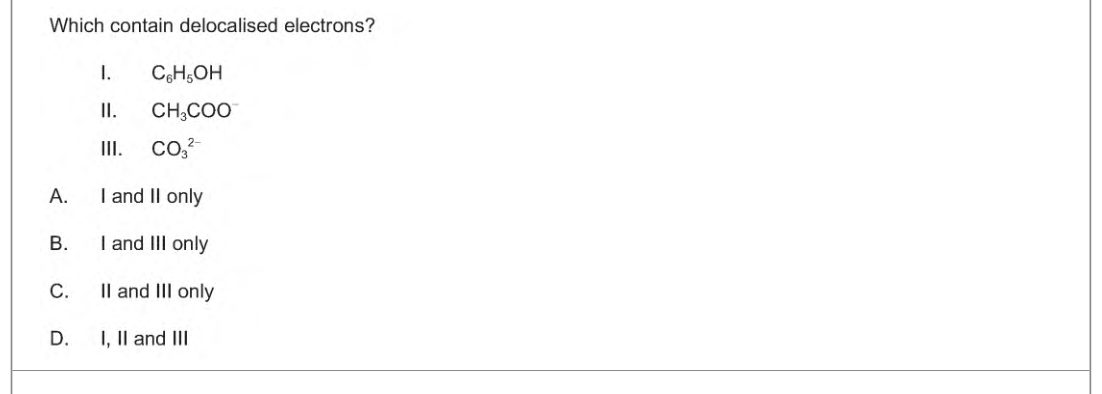 Which contain delocalised electrons?
I. C₆H₅OH
II. CH₃COO⁻
III. CO₃²⁻
A. I and II only
B. I and III only
C. II and III only
D. I, II and III